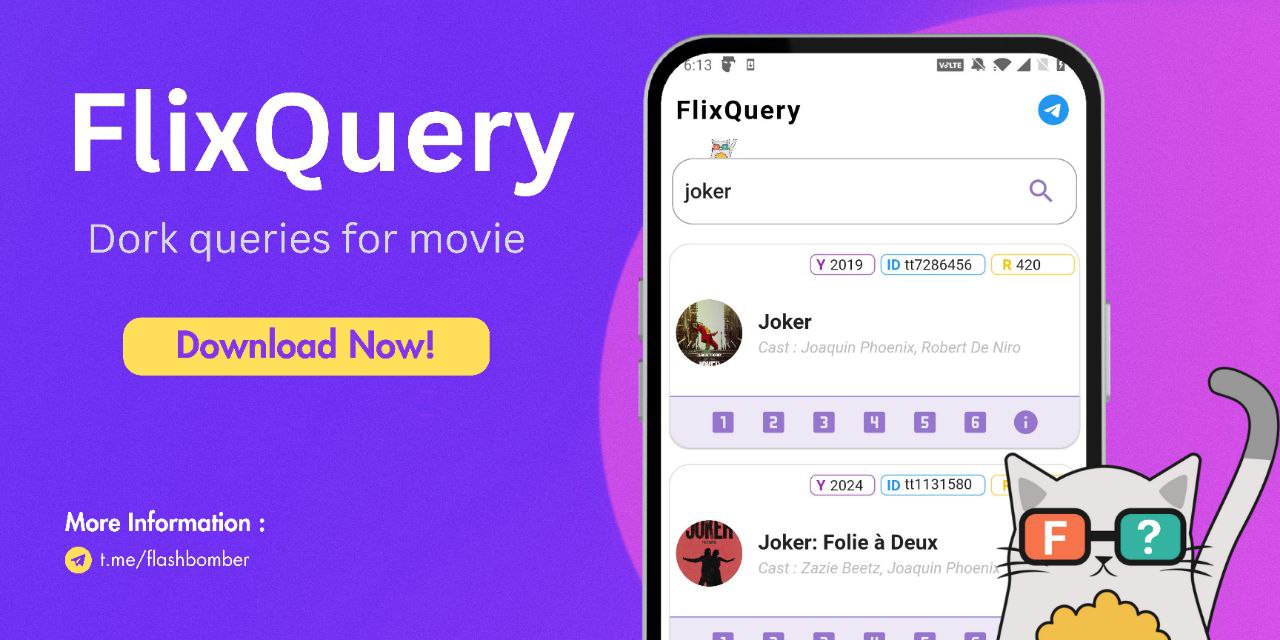 FlixQuery
Dork queries for movie
Download Now!
More Information :
t.me/flashbomber
6:13
VoLTE
FlixQuery
joker
Y 2019 ID tt7286456 R 420
Joker
Cast : Joaquin Phoenix, Robert De Niro
1 2 3 4 5 6 i
Y 2024 ID tt1131580
Joker: Folie à Deux
Cast : Zazie Beetz, Joaquin Phoenix
F ?